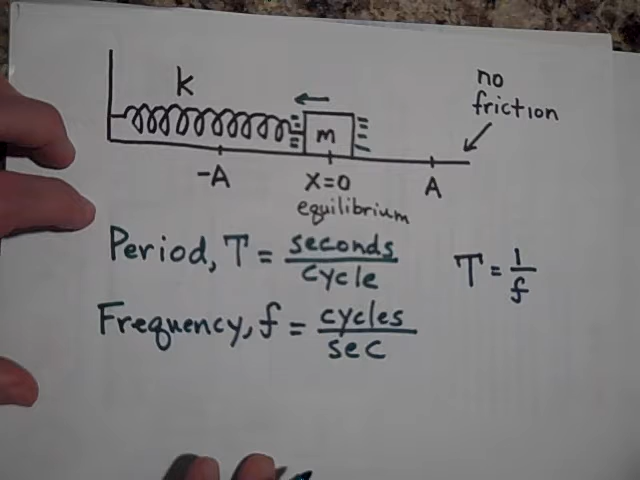 k
no
friction
m
-A
x=0
A
equilibrium
Period, T = seconds / cycle
T = 1 / f
Frequency, f = cycles / sec